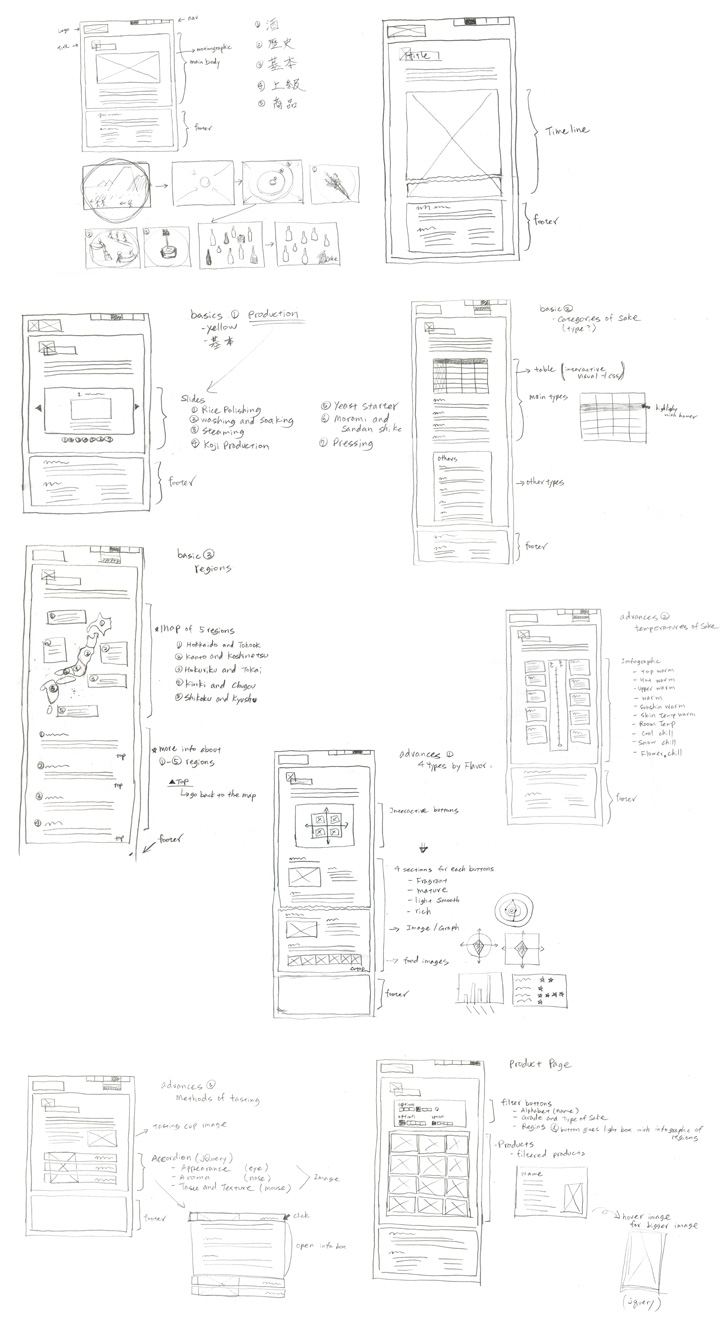 Logo
nav
title
motiongraphic
main body
footer
① 酒
② 歴史
③ 基本
④ 上級
⑤ 商品
title
Timeline
footer
basics ① production
- yellow
- 基本
Slides
① Rice Polishing
② washing and soaking
③ Steaming
④ Koji Production
⑤ Yeast Starter
⑥ Moromi and
Sandan shike
⑦ Pressing
footer
basic ②
- Categories of Sake
(type?)
table (interactive
visual + css)
main types
highlight
with hover
others
other types
footer
basic ③
regions
* map of 5 regions
① Hokkaido and Tohoku
② Kanto and Koshinetsu
③ Hokuriku and Tokai
④ Kinki and Chugou
⑤ Shikoku and Kyushu
* more info about
①-⑤ regions
▲Top
go back to the map
top
top
top
top
footer
advances ②
temperatures of Sake
Infographic
- Hot warm
- Upper warm
- warm
- Skin Temp warm
- Room Temp
- Cool chill
- Snow chill
- Flower chill
footer
advances ①
4 types by Flavor.
Interactive buttons
4 sections for each buttons
- Fragrant
- mature
- light smooth
- rich
Image / Graph
food images
footer
advances ③
Methods of tasting
tasting cup image
Accordion (jQuery)
- Appearance (eye)
- Aroma (nose)
- Taste and Texture (mouse)
Image
footer
click
open info box
Product Page
option
option
filter buttons
- Alphabet (name)
- Grade and Type of Sake
- Regins
button goes light box with infographic of
regions
- Products
- filtered products
name
hover image
for bigger image
(jquery)